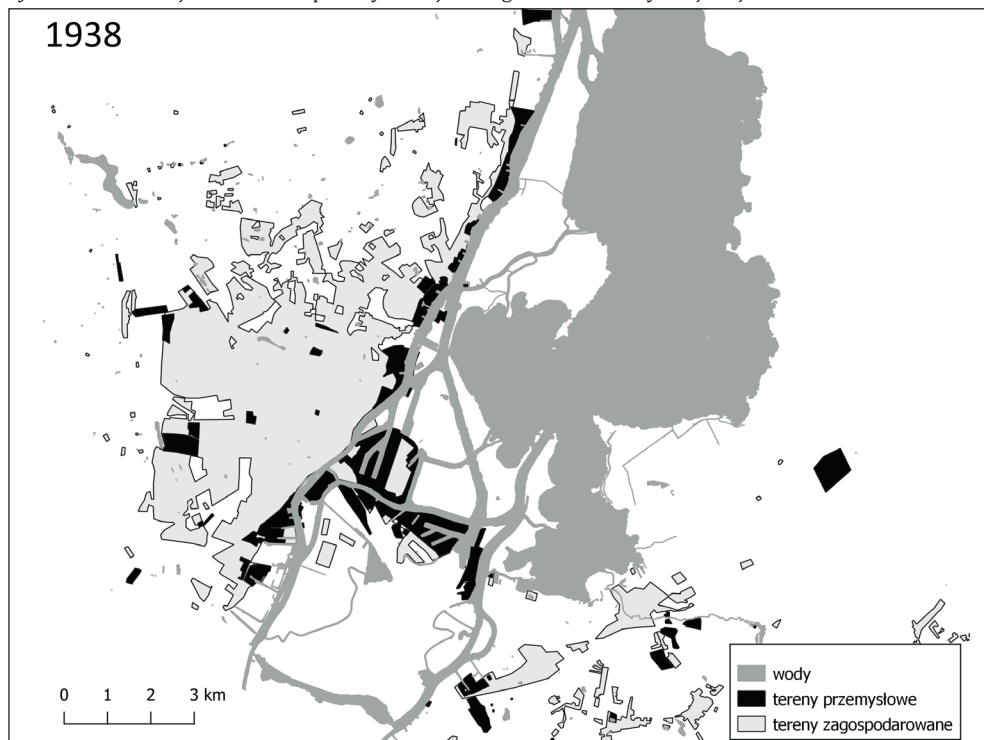 1938
0 1 2 3 km
wody
tereny przemysłowe
tereny zagospodarowane